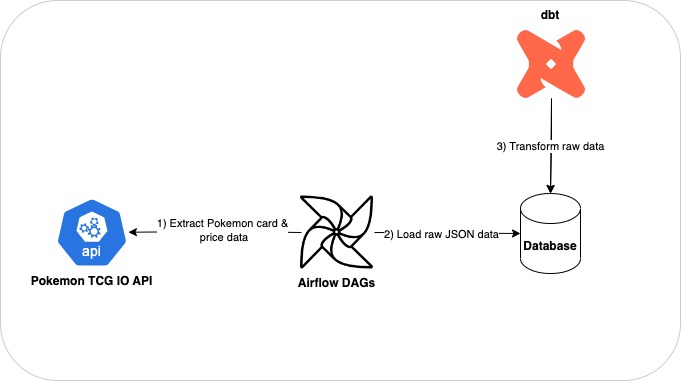 dbt
3) Transform raw data
1) Extract Pokemon card &
price data
2) Load raw JSON data
Database
api
Pokemon TCG IO API
Airflow DAGs